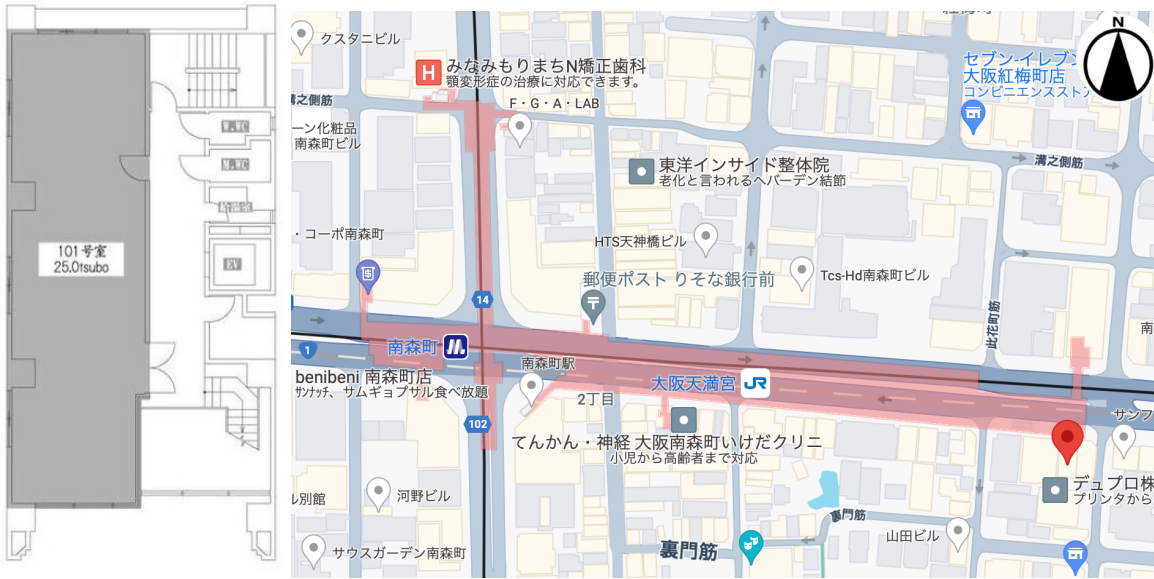 W.WC
M.WC
給湯室
EV
101号室
25.0tsubo
N
クスタニビル
みなみもりまちN矯正歯科
顎変形症の治療に対応できます。
セブン-イレブン
大阪紅梅町店
コンビニエンススト
溝之側筋
F・G・A・LAB
ーン化粧品
南森町ビル
東洋インサイド整体院
老化と言われるヘバーデン結節
溝之側筋
・コーポ南森町
HTS天神橋ビル
Tcs-Hd南森町ビル
郵便ポスト りそな銀行前
14
此花町筋
南
1
南森町
南森町駅
大阪天満宮
JR
benibeni 南森町店
ｻﾝﾅｯﾁ、サムギョプサル食べ放題
2丁目
102
サンフ
てんかん・神経 大阪南森町いけだクリニ
小児から高齢者まで対応
デュプロ株
プリンタから
ル別館
河野ビル
裏門筋
山田ビル
サウスガーデン南森町
裏門筋